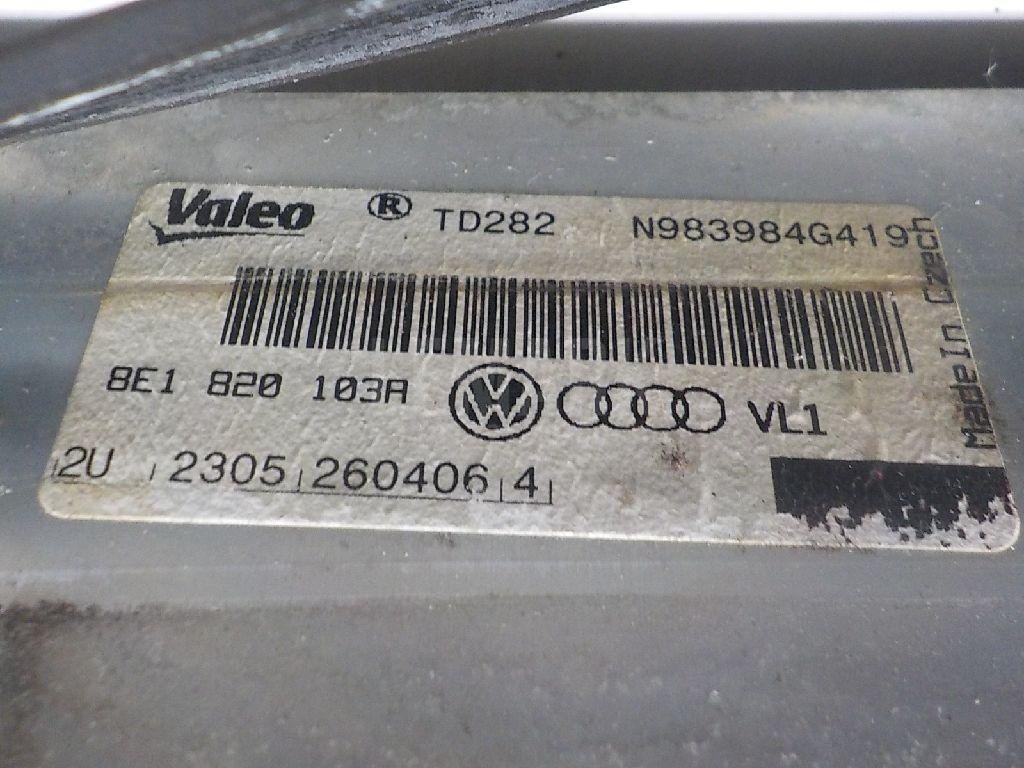 Valeo ® TD282 N983984G419
Made In Czech
8E1 820 103A VL1
2U 2305 260406 4